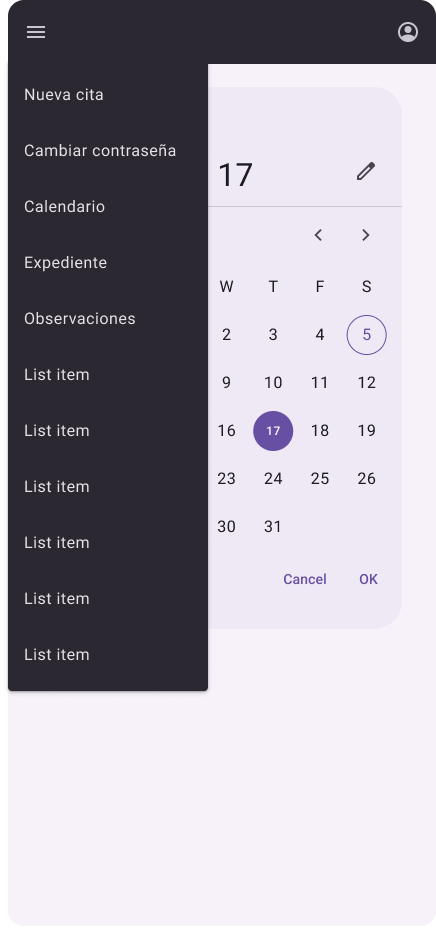 Nueva cita
Cambiar contraseña
Calendario
Expediente
Observaciones
List item
List item
List item
List item
List item
List item
17
W T F S
2 3 4 5
9 10 11 12
16 17 18 19
23 24 25 26
30 31
Cancel OK